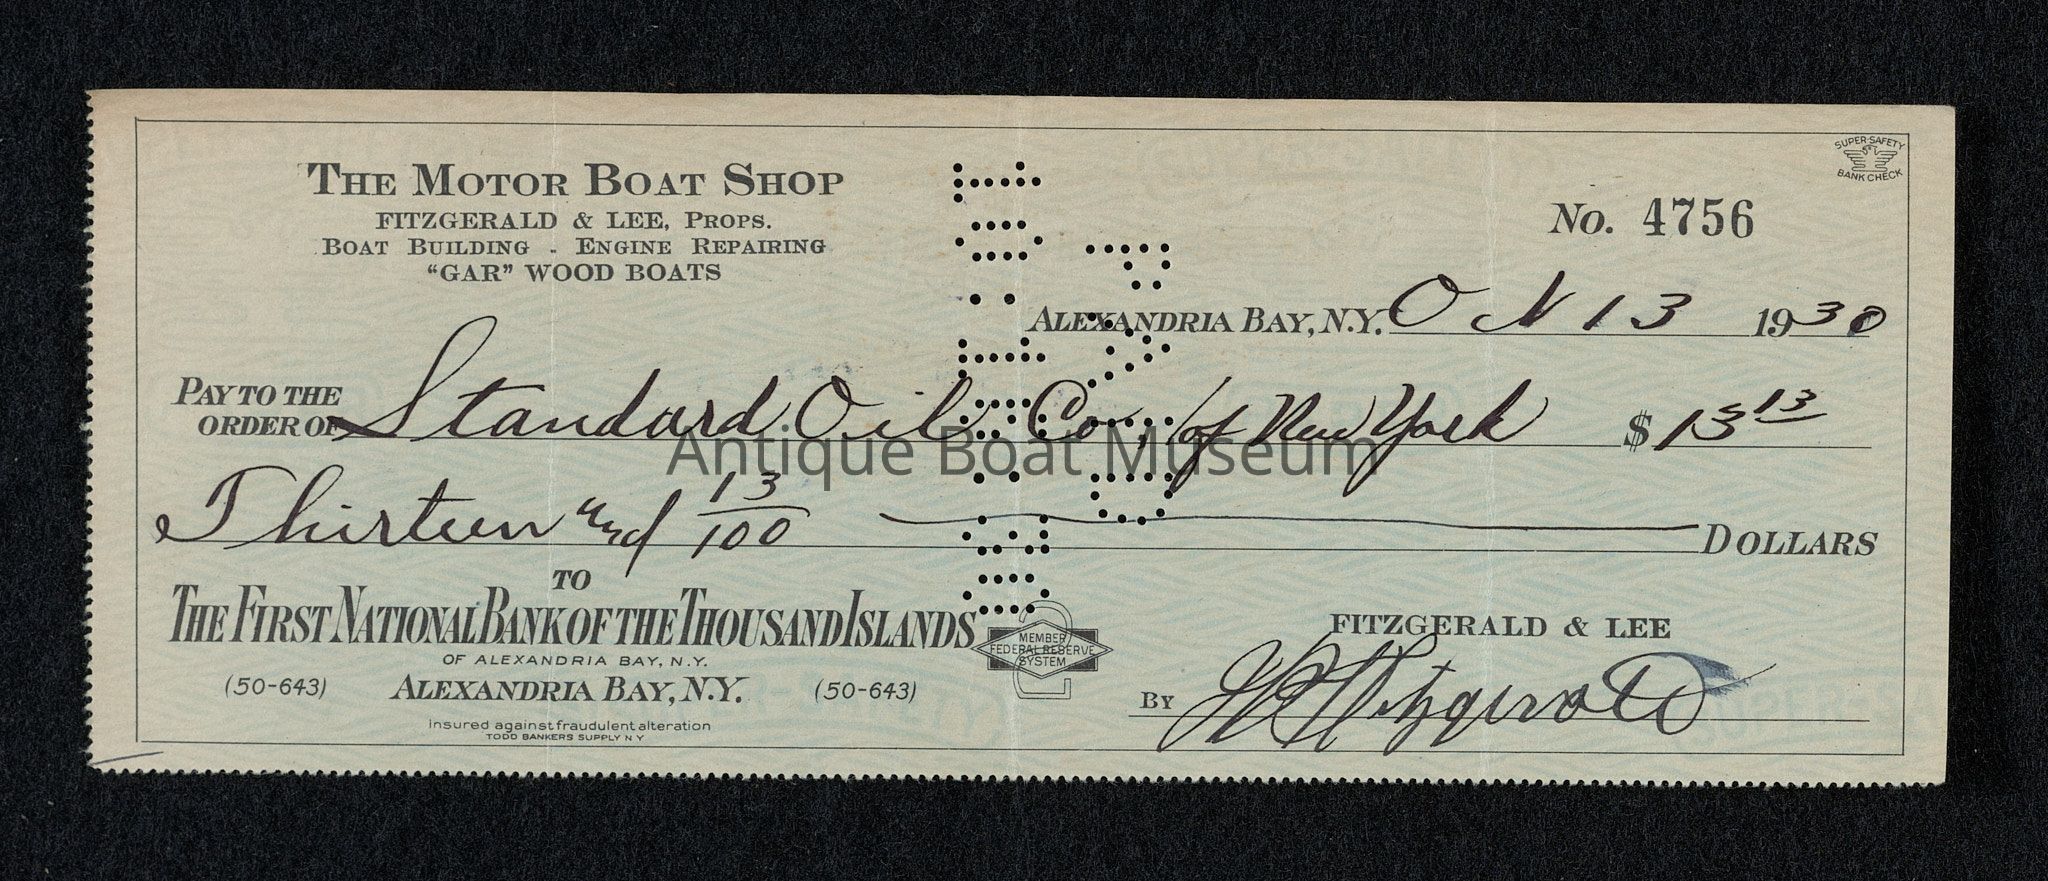 SUPER-SAFETY
BANK CHECK
THE MOTOR BOAT SHOP
FITZGERALD & LEE, PROPS.
BOAT BUILDING - ENGINE REPAIRING
"GAR" WOOD BOATS
No. 4756
ALEXANDRIA BAY, N.Y. 13 1930
PAY TO THE
ORDER OF Standard Oil Co, of New York $13 13
Antique Boat Museum
Thirteen and 13/100 DOLLARS
TO
THE FIRST NATIONAL BANK OF THE THOUSAND ISLANDS
OF ALEXANDRIA BAY, N.Y.
(50-643) ALEXANDRIA BAY, N.Y. (50-643)
MEMBER
FEDERAL RESERVE
SYSTEM
FITZGERALD & LEE
BY Fitzgerald
Insured against fraudulent alteration
TODD BANKERS SUPPLY N Y